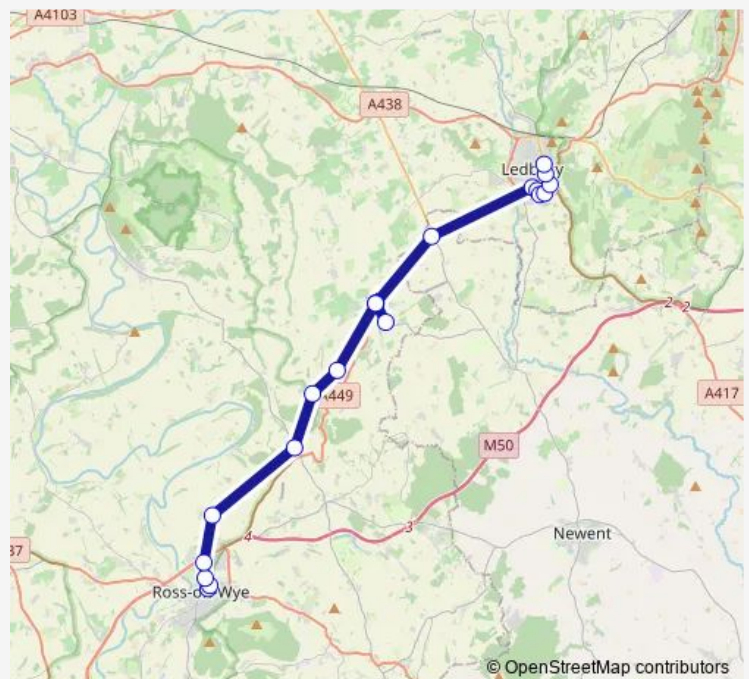 A4103
A438
Ledb
y
2 2
A449
A417
M50
4
3
Newent
37
Ross-o
Wye
© OpenStreetMap contributors